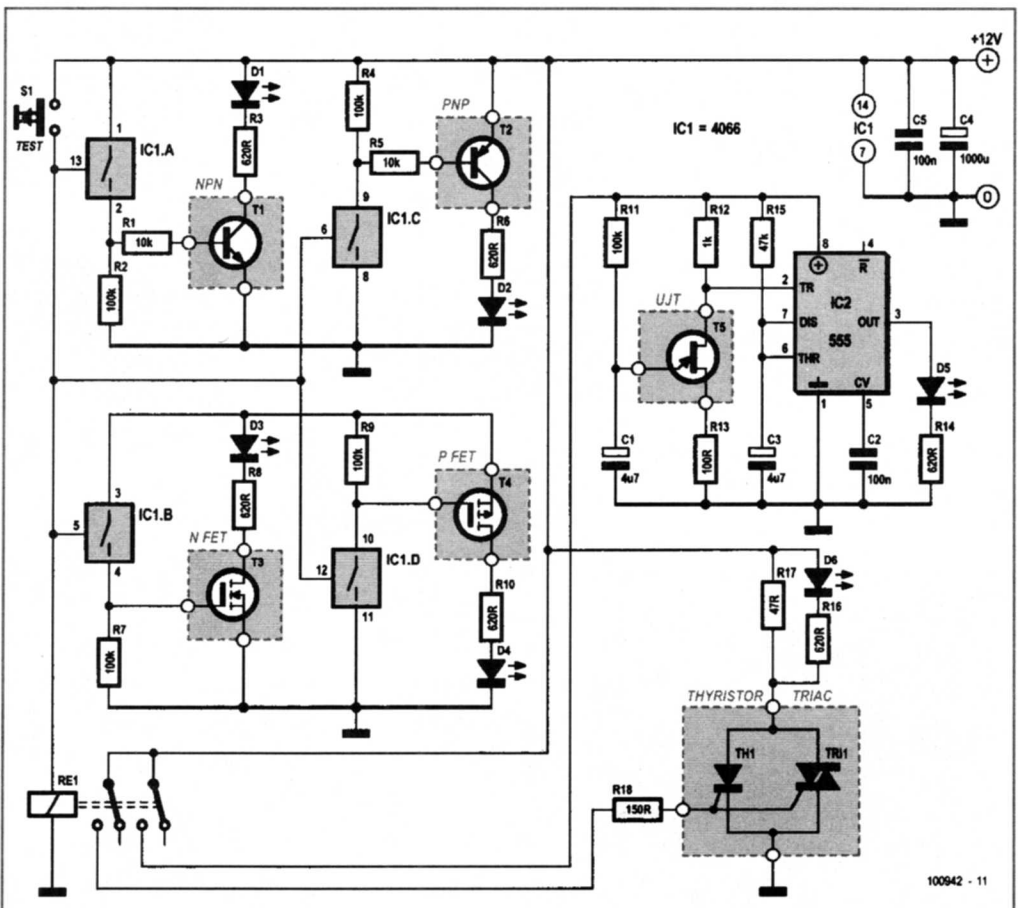 +12V
S1
TEST
13
1
IC1.A
2
R1
10k
R2
100k
D1
R3
620R
NPN
T1
R4
100k
R5
10k
6
9
IC1.C
8
PNP
T2
R6
620R
D2
IC1 = 4066
14
IC1
7
C5
100n
C4
1000u
0
R11
100k
R12
1k
R15
47k
UJT
T5
R13
100R
C1
4u7
C3
4u7
8
4
R
2
TR
7
DIS
6
THR
IC2
555
OUT
3
1
CV
5
C2
100n
D5
R14
620R
5
3
IC1.B
4
R7
100k
D3
R8
620R
N FET
T3
R9
100k
12
10
IC1.D
11
P FET
T4
R10
620R
D4
RE1
R17
47R
D6
R16
620R
THYRISTOR
TRIAC
TH1
TRI1
R18
150R
100942 - 11